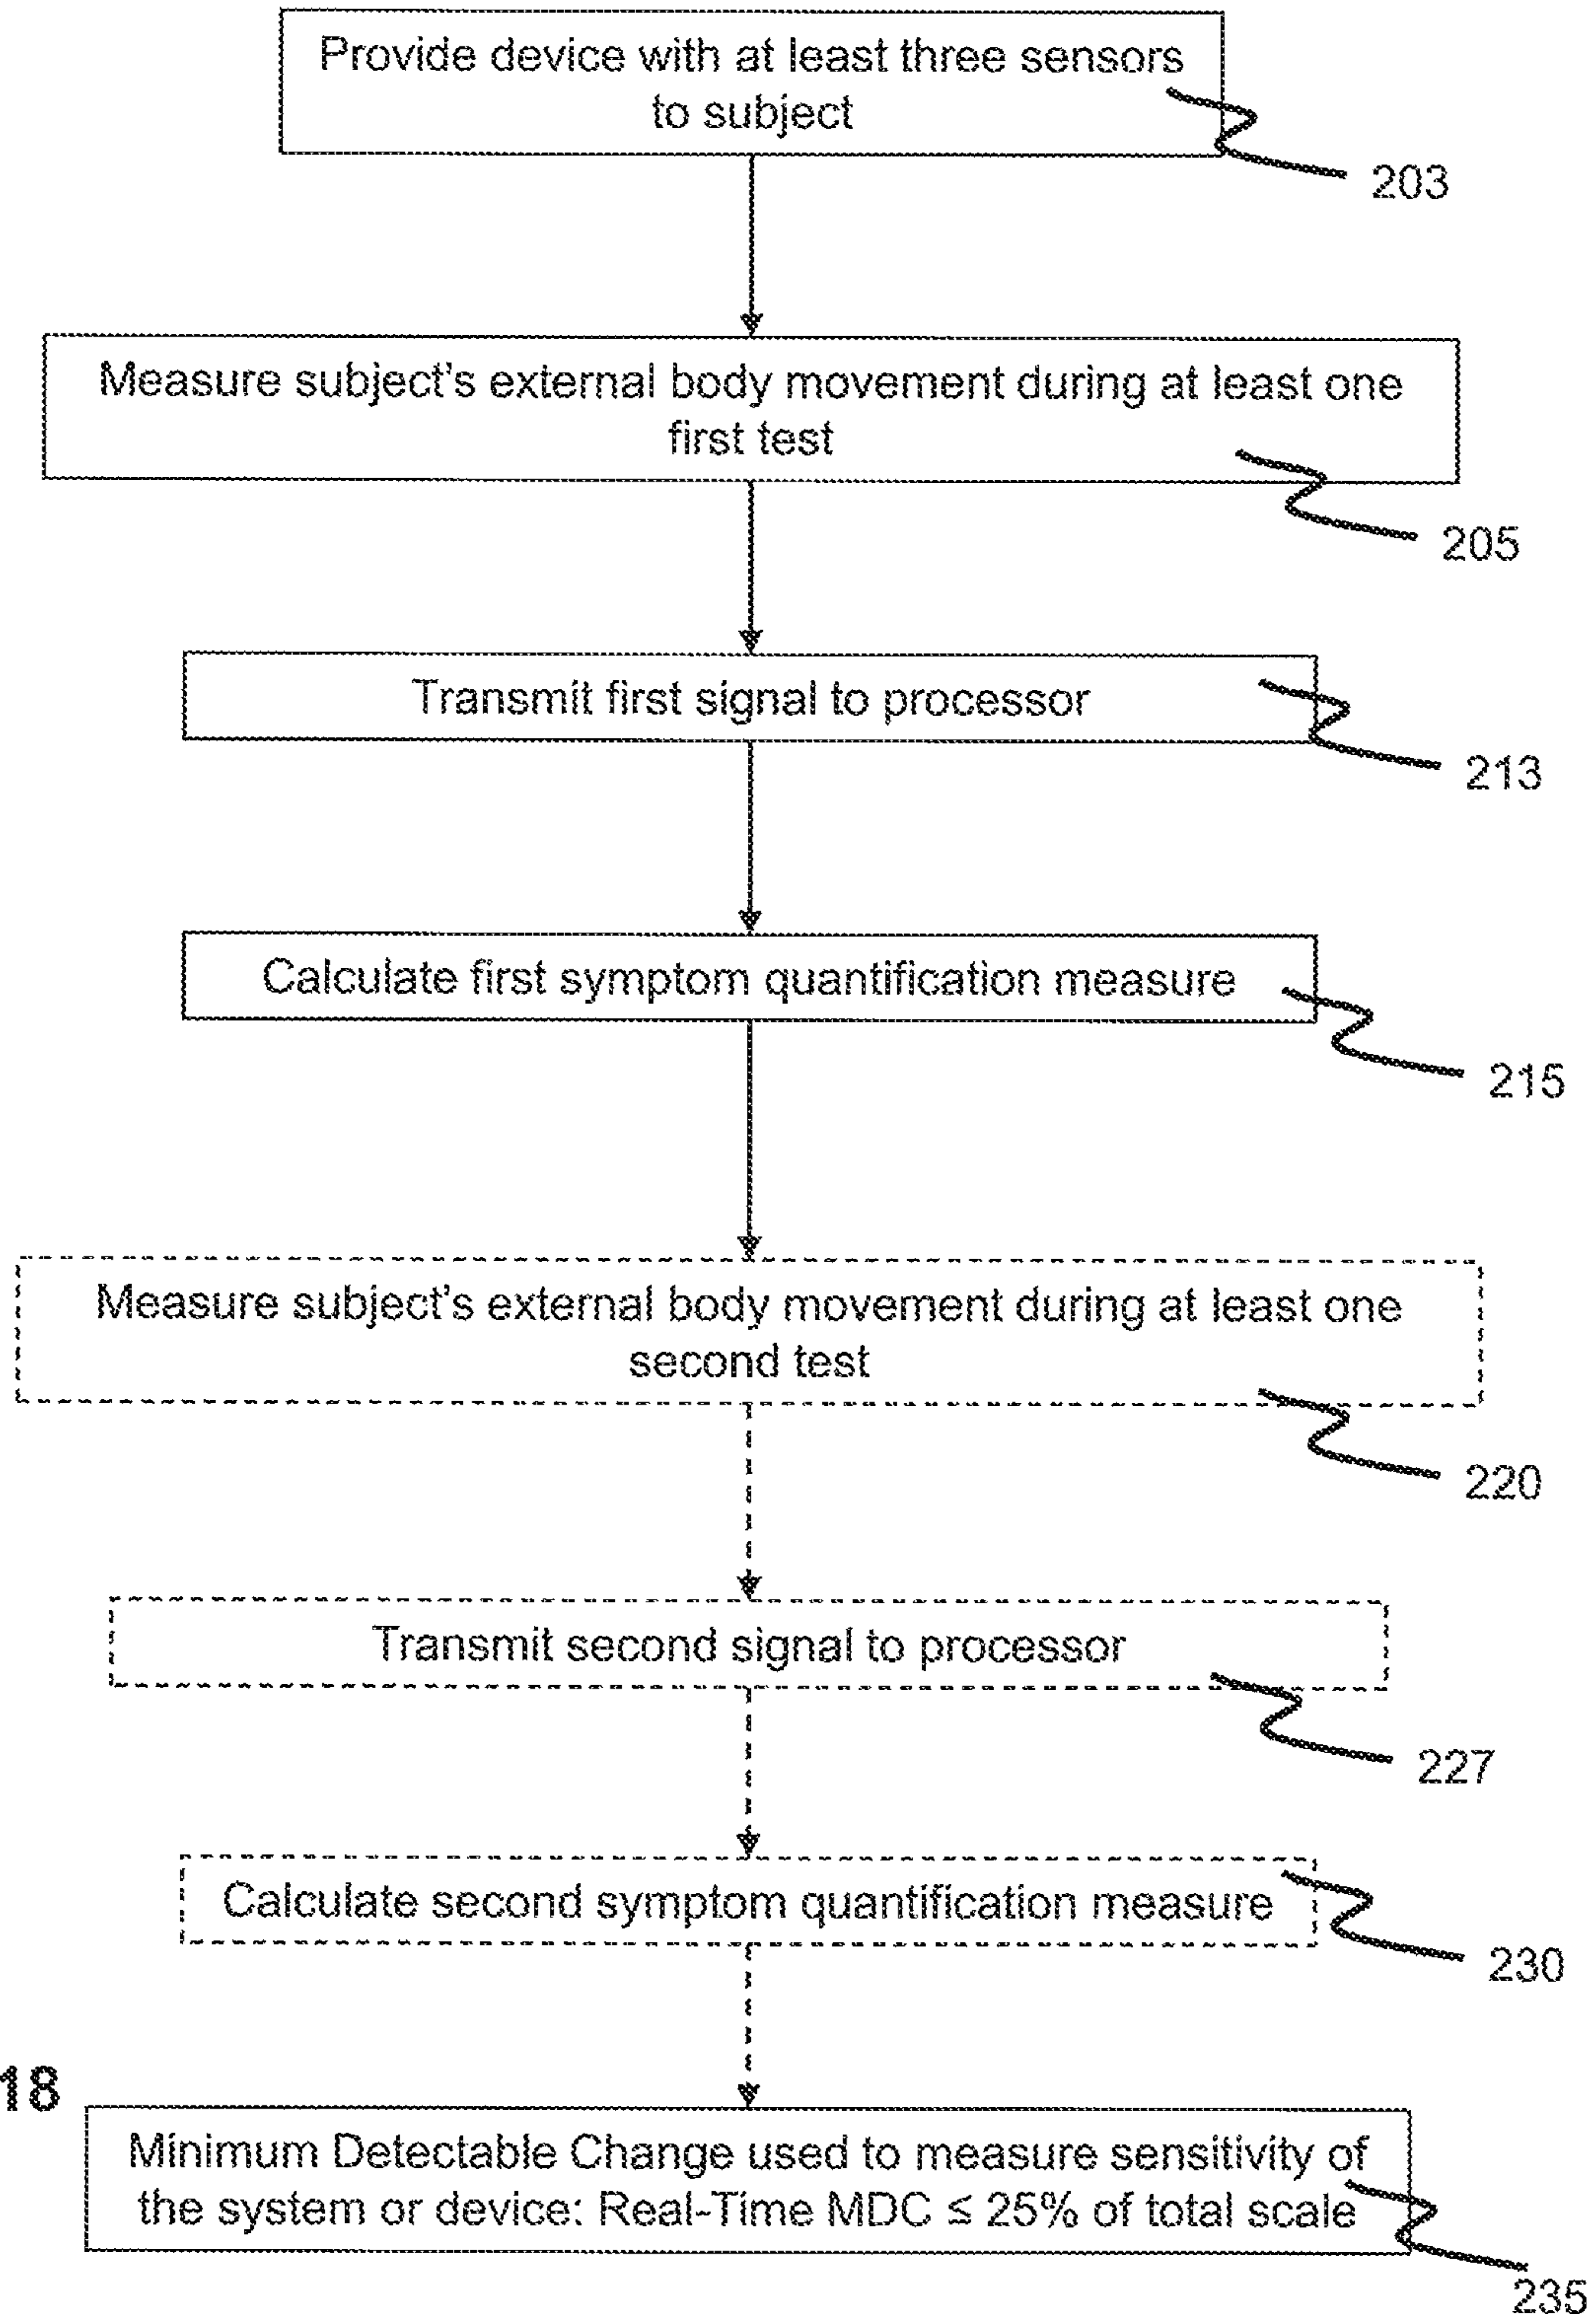 Provide device with at least three sensors
to subject
203
Measure subject's external body movement during at least one
first test
205
Transmit first signal to processor
213
Calculate first symptom quantification measure
215
Measure subject's external body movement during at least one
second test
220
Transmit second signal to processor
227
Calculate second symptom quantification measure
230
18
Minimum Detectable Change used to measure sensitivity of
the system or device: Real-Time MDC ≤ 25% of total scale
235